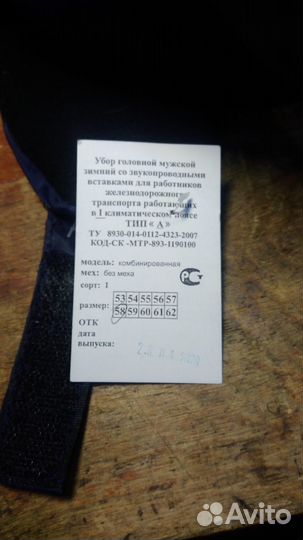 Убор головной мужской
зимний со звукопроводными
вставками для работников
железнодорожного
транспорта работающих
в I климатическом поясе
ТИП « А »
ТУ 8930-014-0112-4323-2007
КОД-СК -МТР-893-1190100
модель: комбинированная
мех: без меха
сорт: I
размер: 53 54 55 56 57
58 59 60 61 62
ОТК
дата
выпуска:
Avito